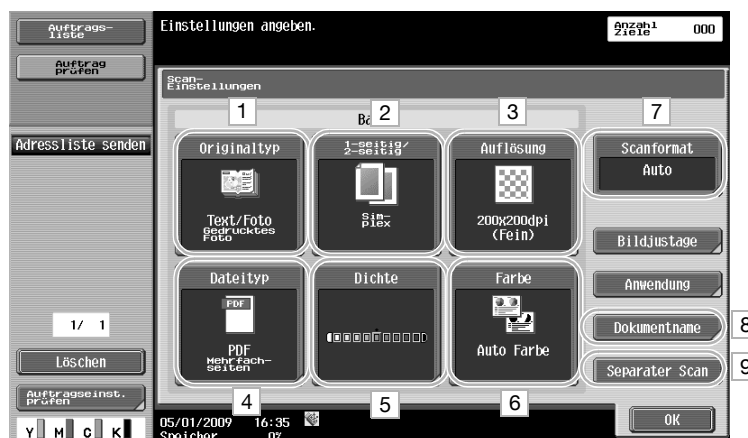 Auftrags-
liste
Auftrag
prüfen
Adressliste senden
1/ 1
Löschen
Auftragseinst.
prüfen
Y M C K
Einstellungen angeben.
Anzahl
Ziele 000
Scan-
Einstellungen
1
2
3
7
Originaltyp
Text/Foto
Gedrucktes
Foto
1-seitig/
2-seitig
Sim-
plex
Auflösung
200x200dpi
(Fein)
Scanformat
Auto
Bildjustage
Anwendung
Dokumentname
8
Separater Scan
9
Dateityp
PDF
PDF
Mehrfach-
seiten
Dichte
Farbe
Auto Farbe
4
5
6
05/01/2009 16:35
Speicher 0%
OK